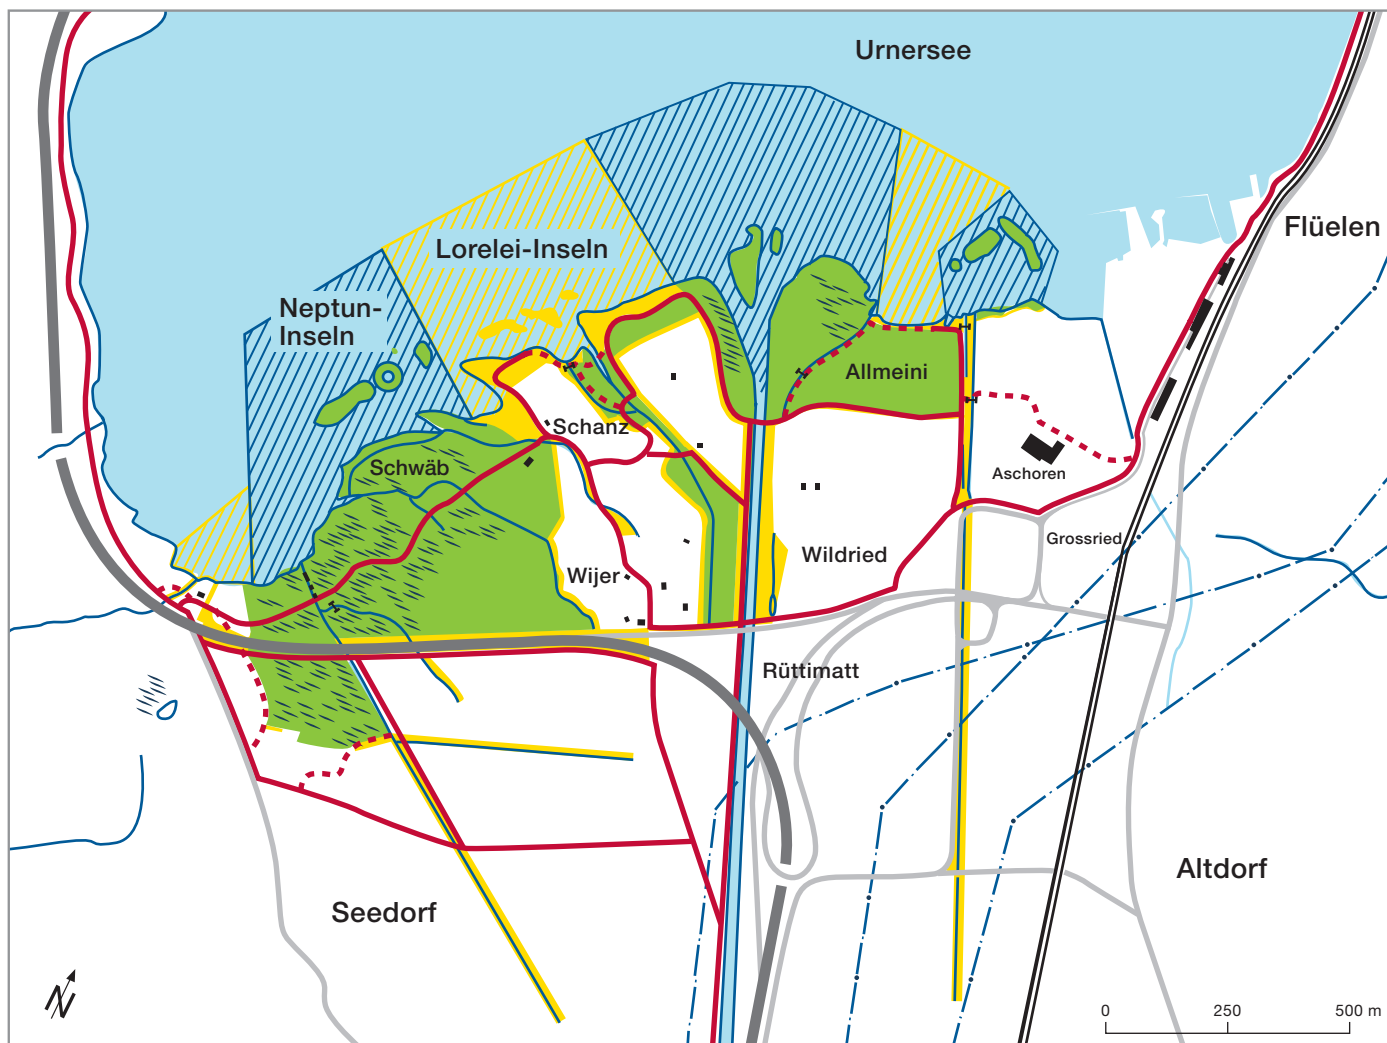 Urnersee
Flüelen
Lorelei-Inseln
Neptun-
Inseln
Allmeini
Schanz
Schwäb
Aschoren
Grossried
Wildried
Wijer
Rüttimatt
Altdorf
Seedorf
N
0 250 500 m